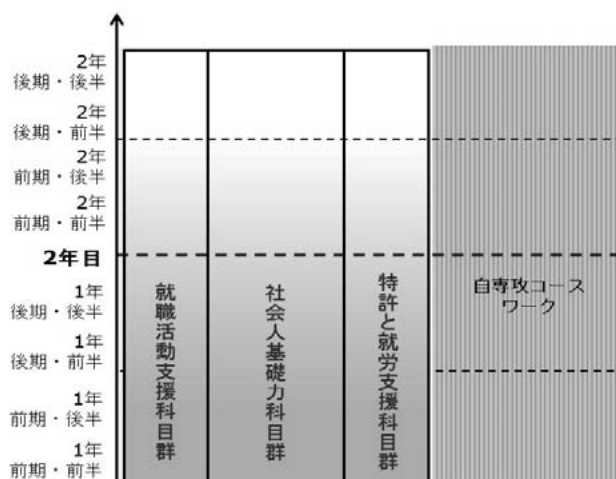 2年
後期・後半
2年
後期・前半
2年
前期・後半
2年
前期・前半
2年目
1年
後期・後半
1年
後期・前半
1年
前期・後半
1年
前期・前半
就職活動支援科目群
社会人基礎力科目群
特許と就労支援科目群
自専攻コース
ワーク